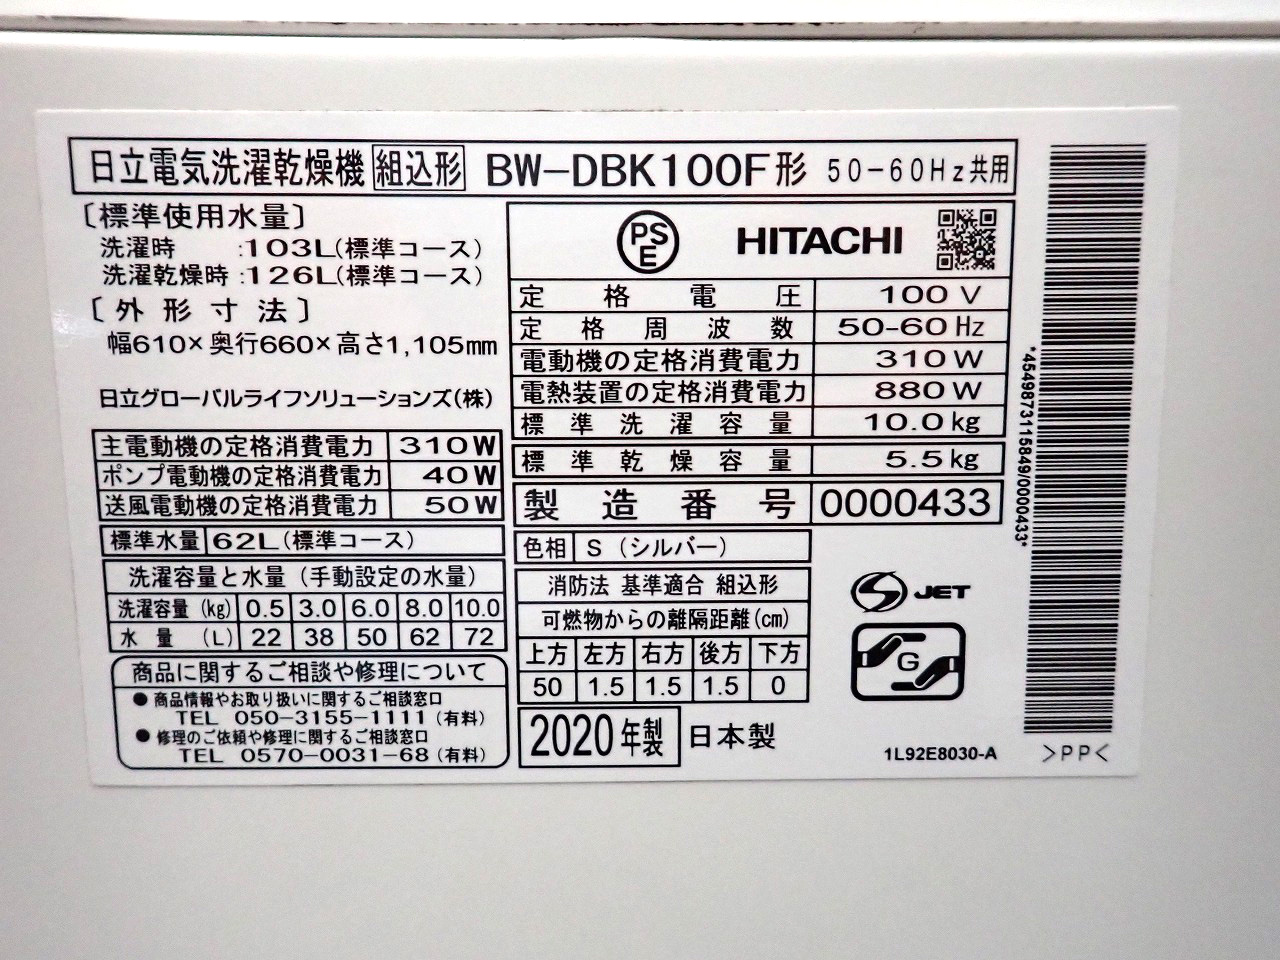 日立電気洗濯乾燥機 組込形 BW-DBK100F形 50-60Hz共用
〔標準使用水量〕
洗濯時 :103L(標準コース)
洗濯乾燥時:126L(標準コース)
〔外形寸法〕
幅610×奥行660×高さ1,105mm
日立グローバルライフソリューションズ(株)
主電動機の定格消費電力 310W
ポンプ電動機の定格消費電力 40W
送風電動機の定格消費電力 50W
標準水量 62L(標準コース)
洗濯容量と水量(手動設定の水量)
洗濯容量(kg) 0.5 3.0 6.0 8.0 10.0
水量(L) 22 38 50 62 72
商品に関するご相談や修理について
●商品情報やお取り扱いに関するご相談窓口
TEL 050-3155-1111(有料)
●修理のご依頼や修理に関するご相談窓口
TEL 0570-0031-68(有料)
PSE HITACHI
定格電圧 100V
定格周波数 50-60Hz
電動機の定格消費電力 310W
電熱装置の定格消費電力 880W
標準洗濯容量 10.0kg
標準乾燥容量 5.5kg
製造番号 0000433
色相 S(シルバー)
消防法 基準適合 組込形
可燃物からの離隔距離(cm)
上方 左方 右方 後方 下方
50 1.5 1.5 1.5 0
2020年製 日本製
S JET
G
1L92E8030-A
*4549873115849/0000433*
>PP<